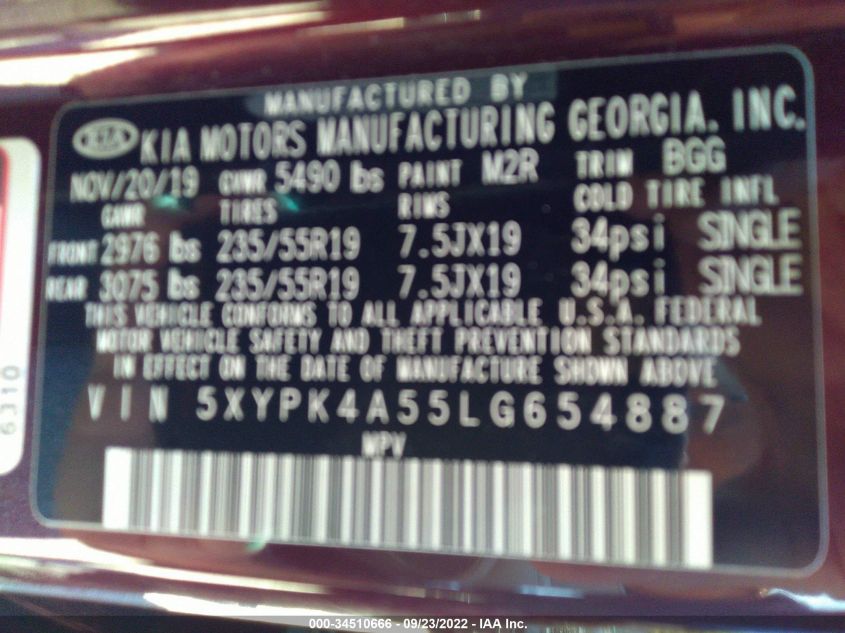 MANUFACTURED BY
KIA KIA MOTORS MANUFACTURING GEORGIA. INC.
NOV/20/19 GVWR 5490 lbs PAINT M2R TRIM BGG
GAWR TIRES RIMS COLD TIRE INFL
FRONT 2976 lbs 235/55R19 7.5JX19 34psi SINGLE
REAR 3075 lbs 235/55R19 7.5JX19 34psi SINGLE
THIS VEHICLE CONFORMS TO ALL APPLICABLE U.S.A. FEDERAL
MOTOR VEHICLE SAFETY AND THEFT PREVENTION STANDARDS
IN EFFECT ON THE DATE OF MANUFACTURE SHOWN ABOVE
VIN 5XYPK4A55LG654887
MPV
6310
000-34510666 - 09/23/2022 - IAA Inc.